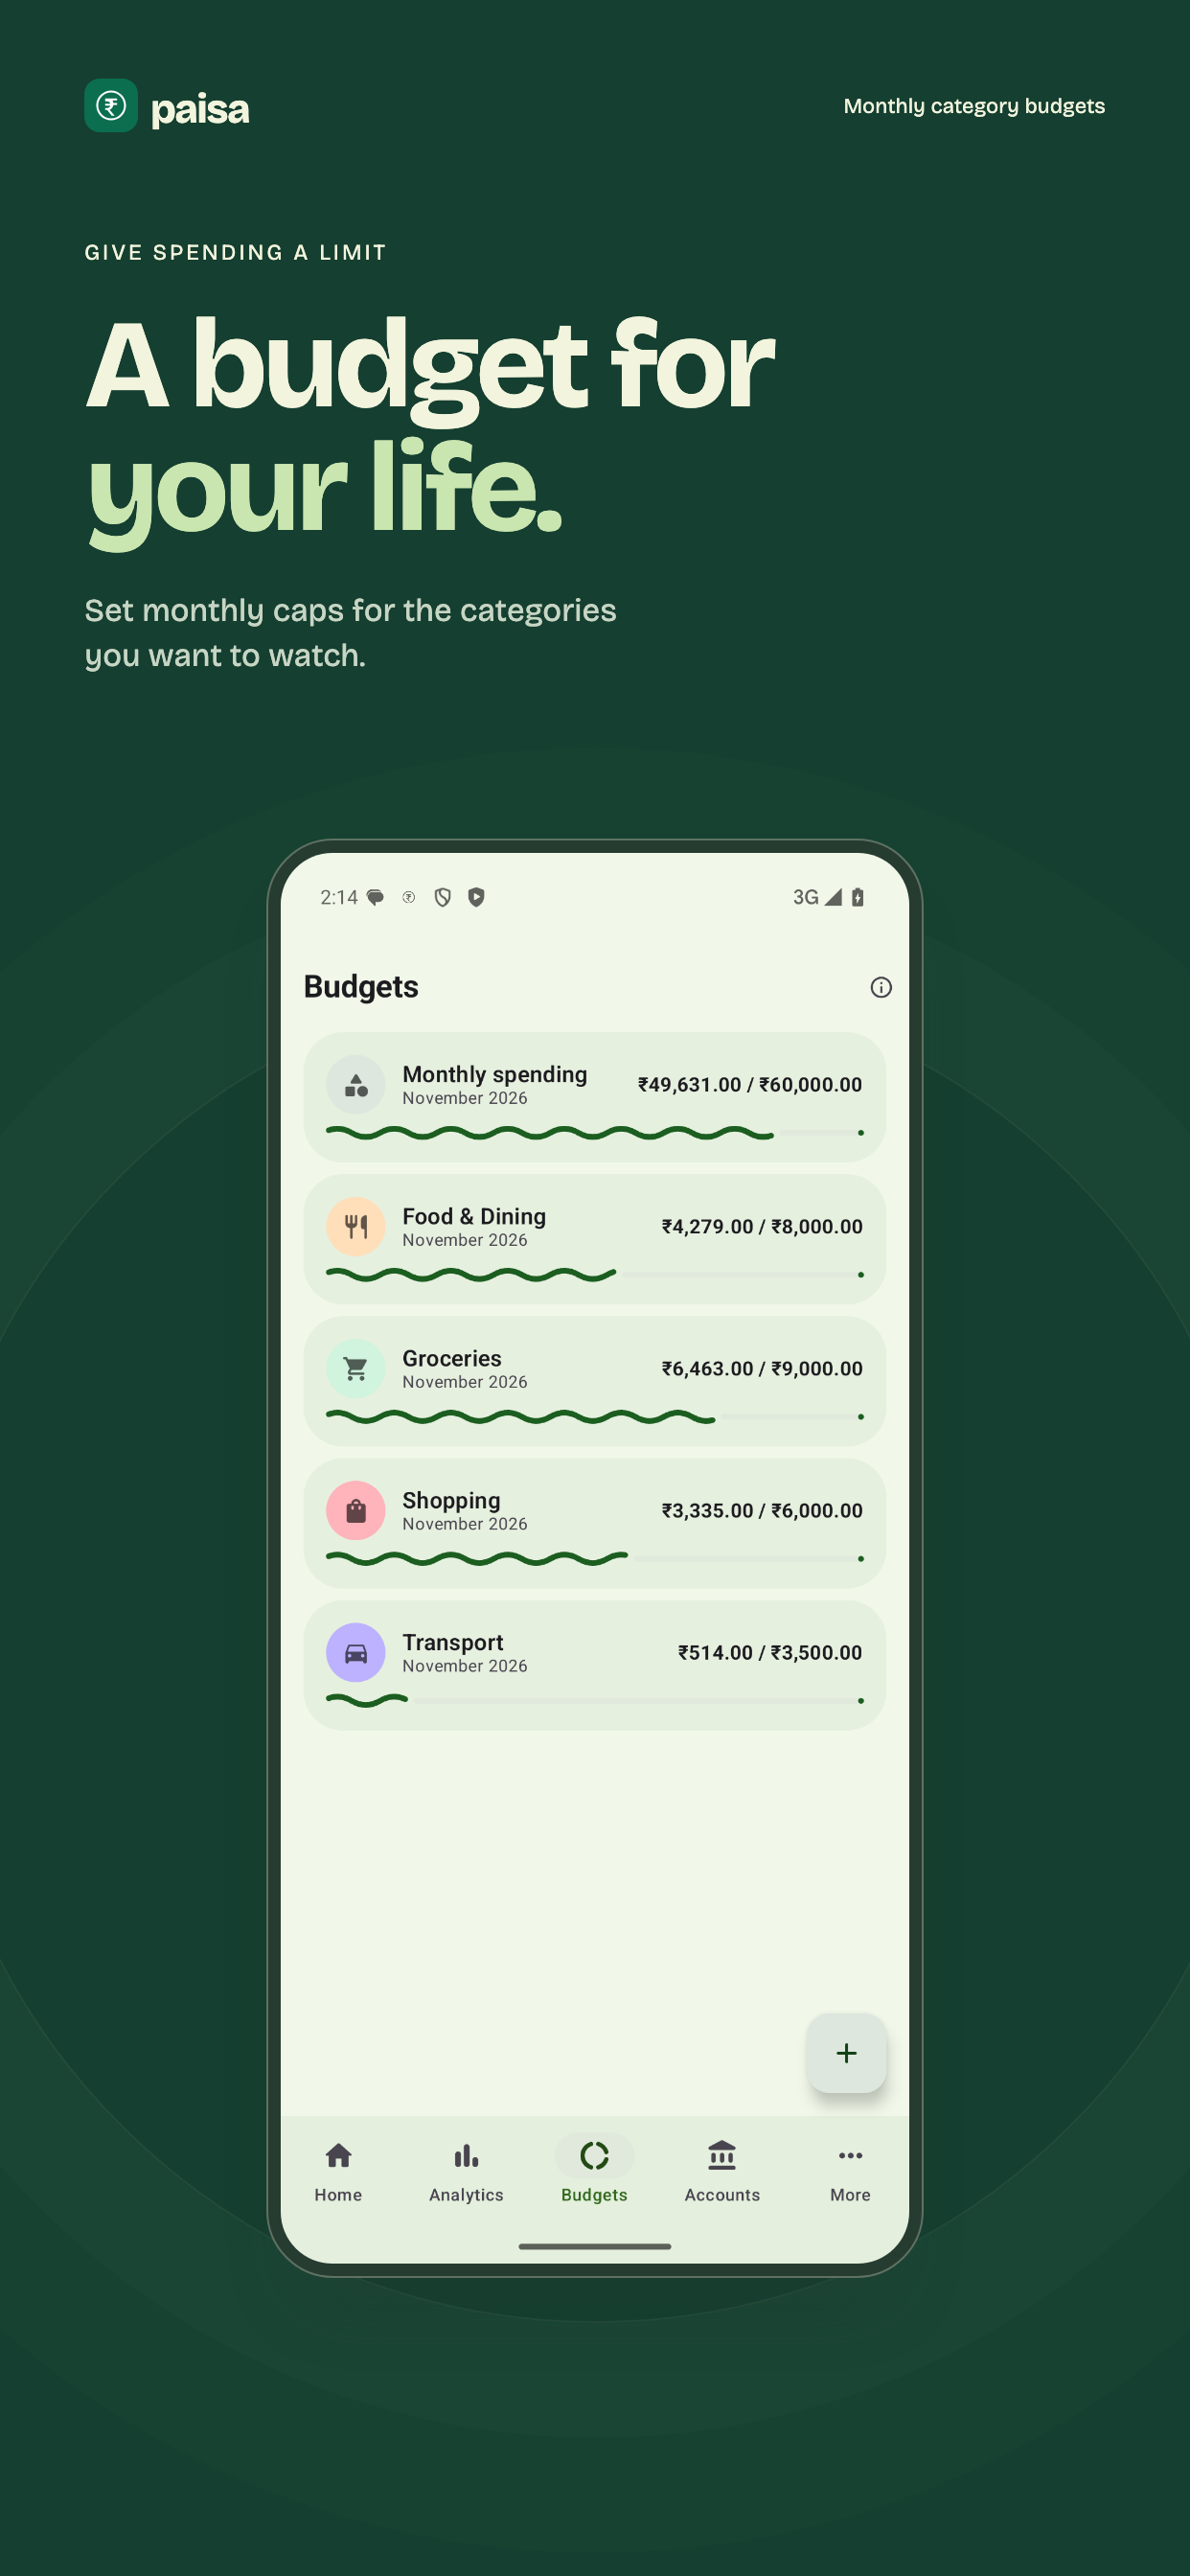 paisa
Monthly category budgets
GIVE SPENDING A LIMIT
A budget for
your life.
Set monthly caps for the categories
you want to watch.
2:14
3G
Budgets
Monthly spending
November 2026
₹49,631.00 / ₹60,000.00
Food & Dining
November 2026
₹4,279.00 / ₹8,000.00
Groceries
November 2026
₹6,463.00 / ₹9,000.00
Shopping
November 2026
₹3,335.00 / ₹6,000.00
Transport
November 2026
₹514.00 / ₹3,500.00
Home
Analytics
Budgets
Accounts
More